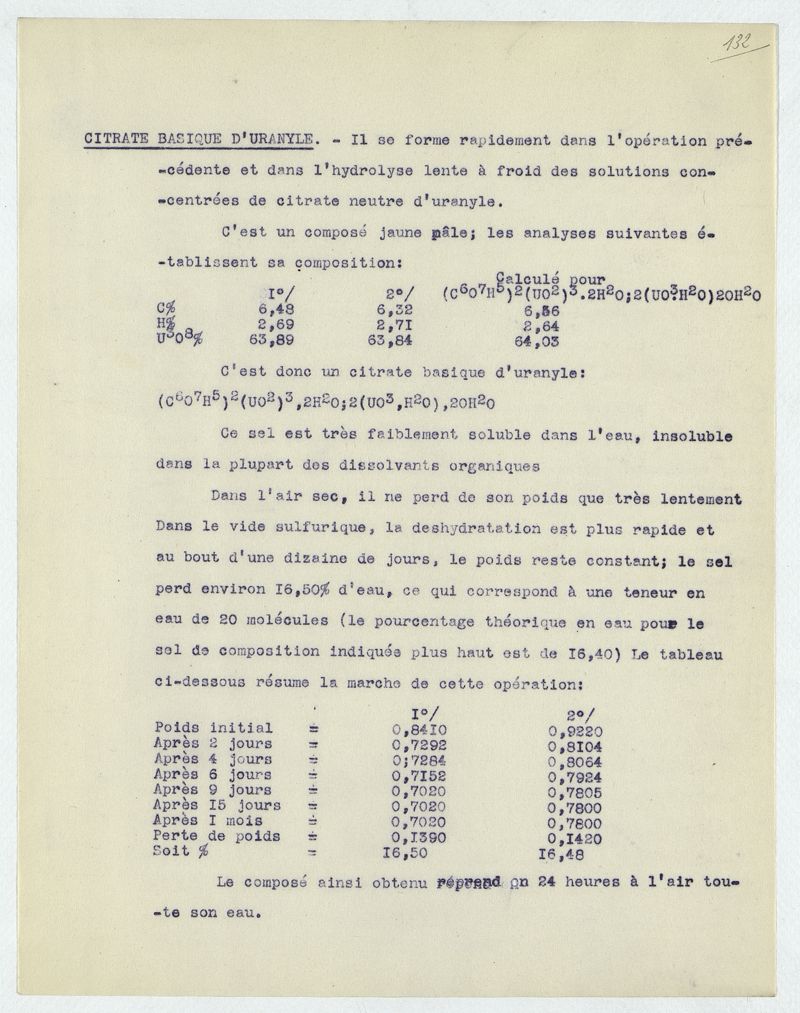 132
CITRATE BASIQUE D'URANYLE. - Il se forme rapidement dans l'opération pré-
-cédente et dans l'hydrolyse lente à froid des solutions con-
-centrées de citrate neutre d'uranyle.
C'est un composé jaune pâle; les analyses suivantes é-
-tablissent sa composition:
Calculé pour
I°/ 2°/ (C⁶O⁷H⁵)²(UO²)³.2H²O;2(UO³.H²O)2OH²O
C% 6,48 6,32 6,56
H% 2,69 2,7I 2,64
U³O⁸% 63,89 63,84 64,03
C'est donc un citrate basique d'uranyle:
(C⁶O⁷H⁵)²(UO²)³,2H²O;2(UO³,H²O),2OH²O
Ce sel est très faiblement soluble dans l'eau, insoluble
dans la plupart des dissolvants organiques
Dans l'air sec, il ne perd de son poids que très lentement
Dans le vide sulfurique, la deshydratation est plus rapide et
au bout d'une dizaine de jours, le poids reste constant; le sel
perd environ I6,50% d'eau, ce qui correspond à une teneur en
eau de 20 molécules (le pourcentage théorique en eau pour le
sel de composition indiquée plus haut est de I6,40) Le tableau
ci-dessous résume la marche de cette opération:
I°/ 2°/
Poids initial = 0,84I0 0,9220
Après 2 jours = 0,7292 0,8I04
Après 4 jours = 0;7284 0,8064
Après 6 jours = 0,7I52 0,7924
Après 9 jours = 0,7020 0,7805
Après I5 jours = 0,7020 0,7800
Après I mois = 0,7020 0,7800
Perte de poids = 0,I390 0,I420
Soit % = I6,50 I6,48
Le composé ainsi obtenu reprend en 24 heures à l'air tou-
-te son eau.